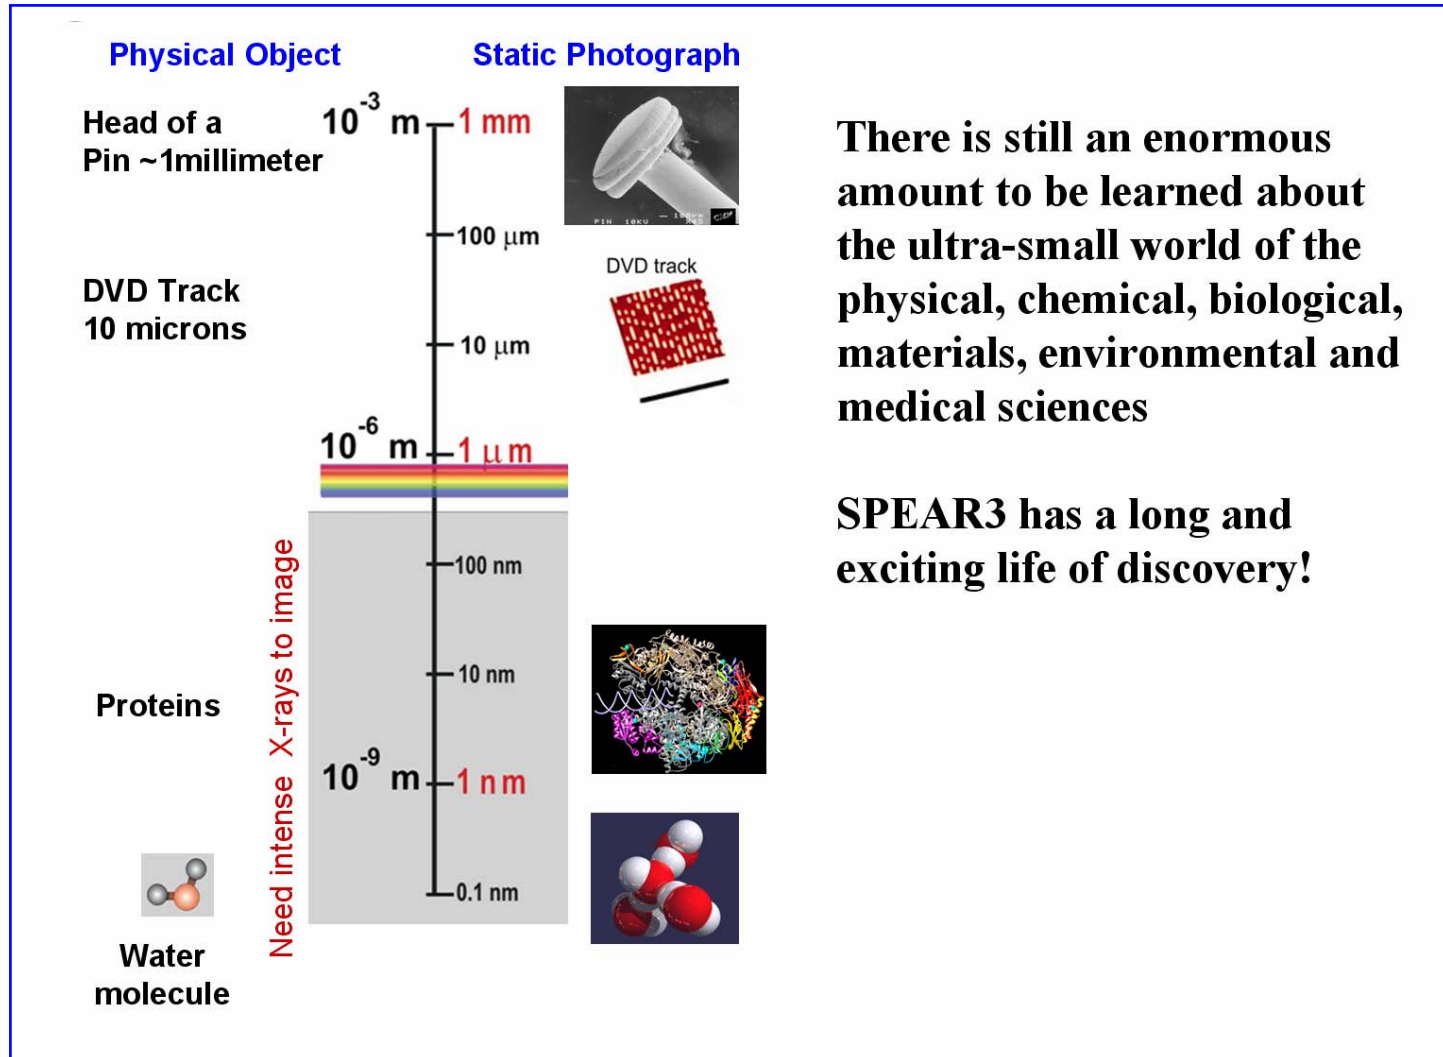 Physical Object
Static Photograph
Head of a
Pin ~1millimeter
10⁻³ m
1 mm
PIN 10KV
100 μm
DVD track
DVD Track
10 microns
10 μm
10⁻⁶ m
1 μm
Need intense X-rays to image
100 nm
10 nm
Proteins
10⁻⁹ m
1 nm
0.1 nm
Water
molecule
There is still an enormous
amount to be learned about
the ultra-small world of the
physical, chemical, biological,
materials, environmental and
medical sciences
SPEAR3 has a long and
exciting life of discovery!